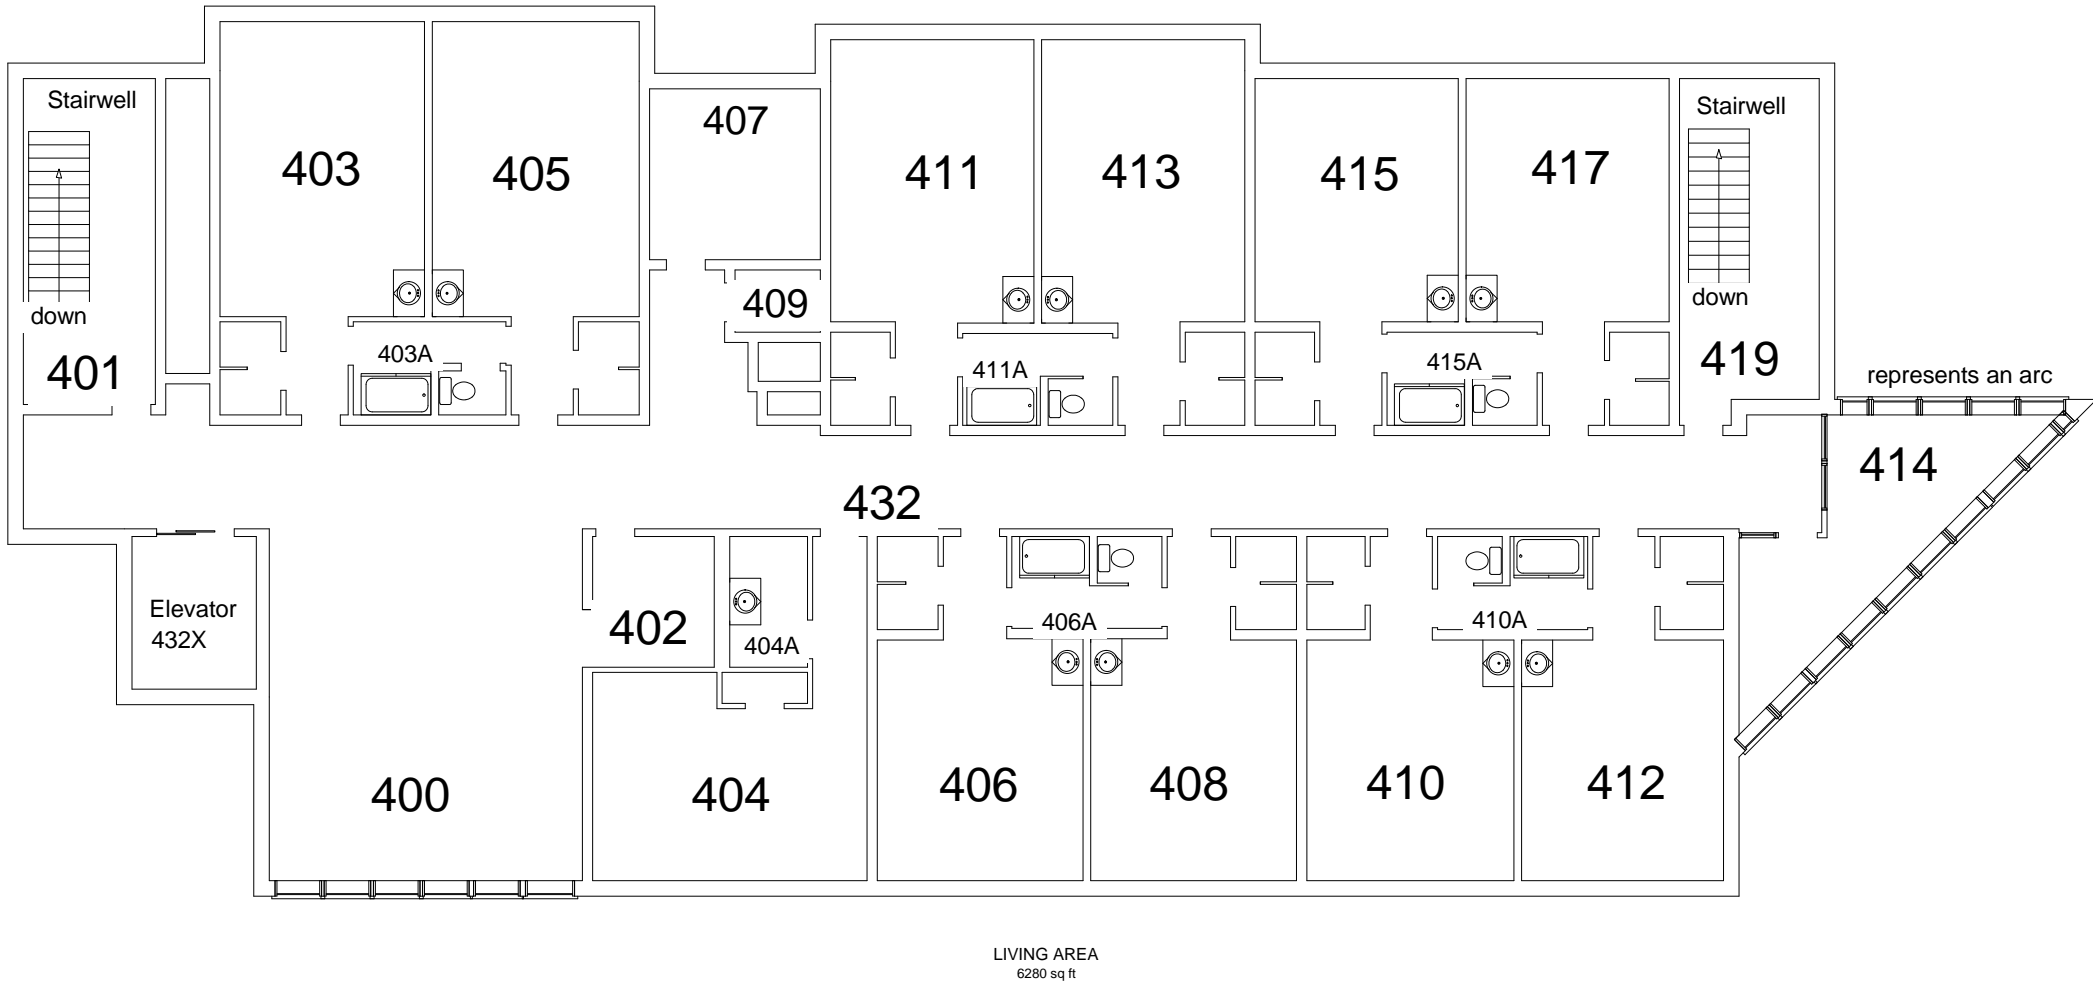 Stairwell
Stairwell
407
403
405
411
413
415
417
409
down
down
401
403A
411A
415A
419
represents an arc
414
432
Elevator
432X
402
404A
406A
410A
400
404
406
408
410
412
LIVING AREA
6280 sq ft